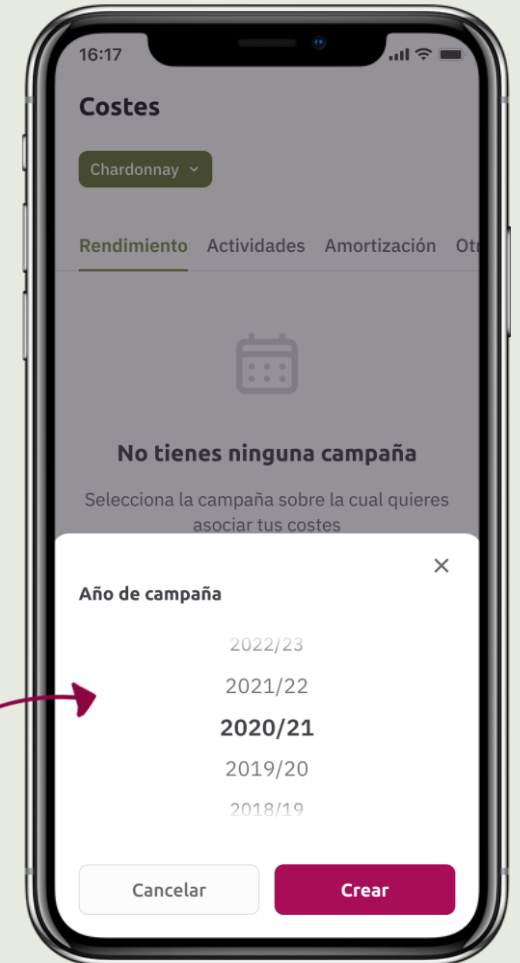 16:17
Costes
Chardonnay
Rendimiento Actividades Amortización
No tienes ninguna campaña
Selecciona la campaña sobre la cual quieres
asociar tus costes
Año de campaña
2022/23
2021/22
2020/21
2019/20
2018/19
Cancelar Crear